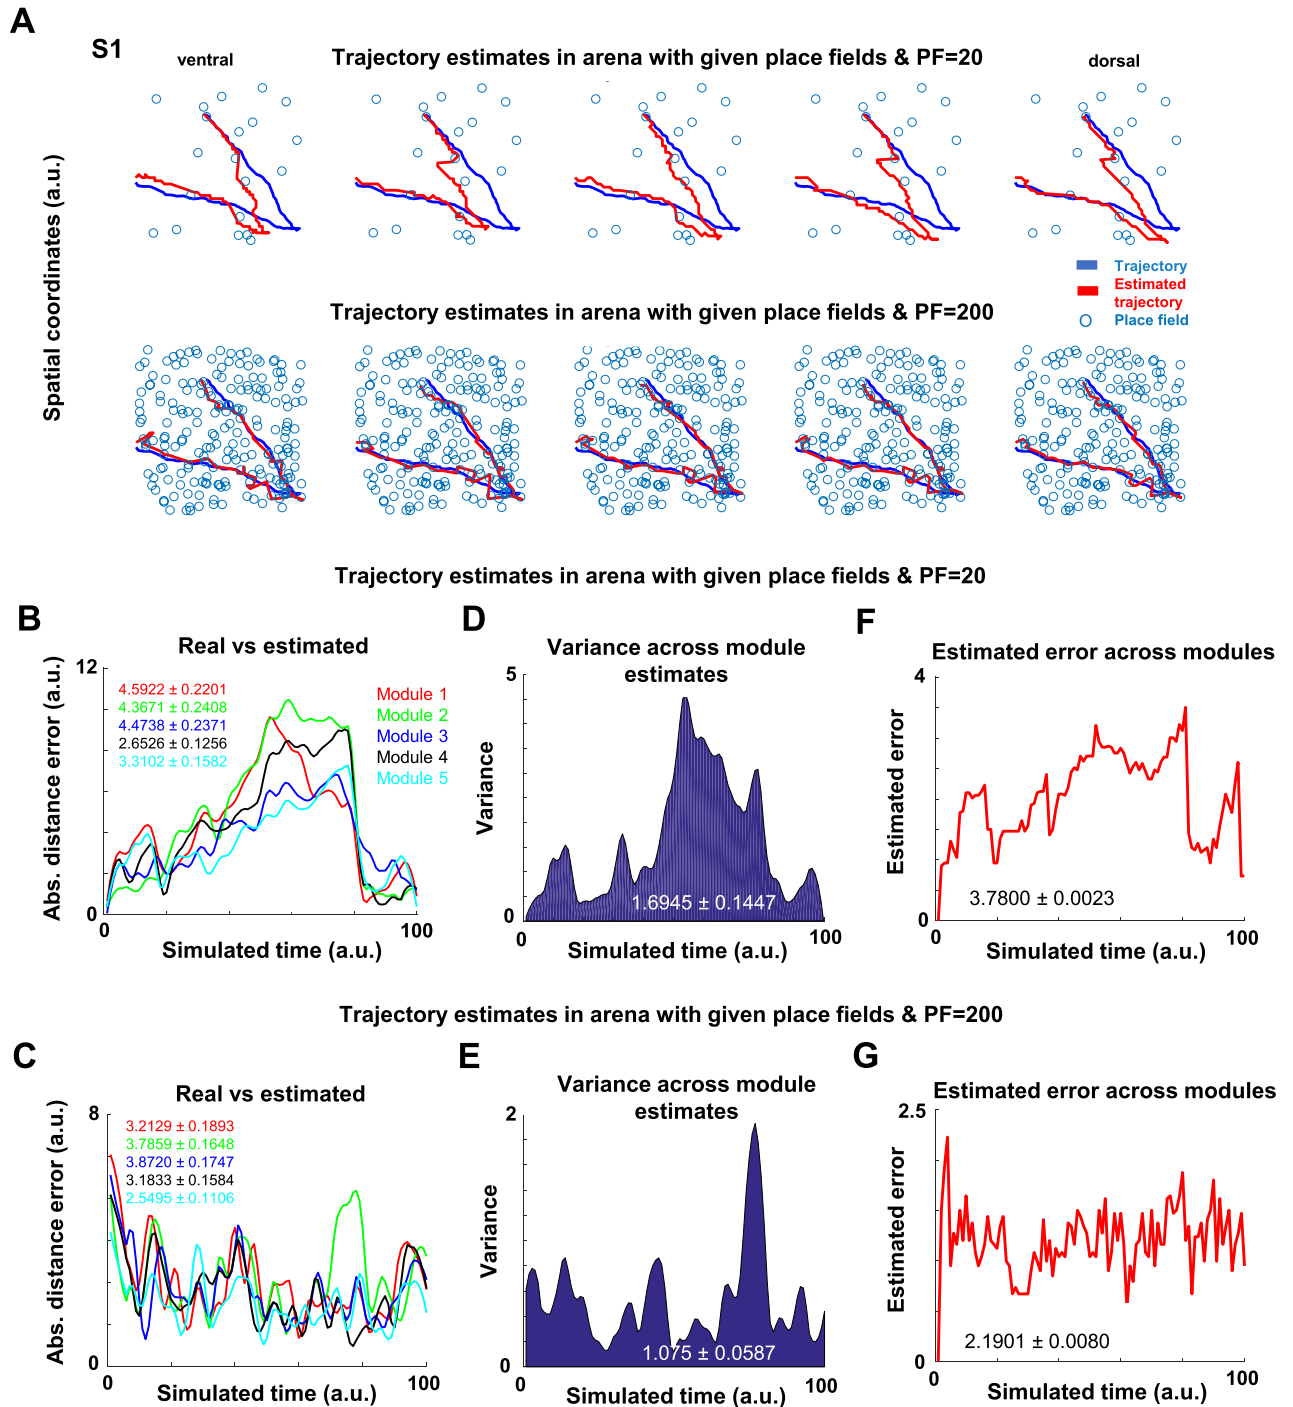 A
S1
ventral
Trajectory estimates in arena with given place fields & PF=20
dorsal
Spatial coordinates (a.u.)
Trajectory
Estimated
trajectory
Place field
Trajectory estimates in arena with given place fields & PF=200
Trajectory estimates in arena with given place fields & PF=20
B
Real vs estimated
Abs. distance error (a.u.)
12
0
4.5922 ± 0.2201
4.3671 ± 0.2408
4.4738 ± 0.2371
2.6526 ± 0.1256
3.3102 ± 0.1582
Module 1
Module 2
Module 3
Module 4
Module 5
0
100
Simulated time (a.u.)
D
Variance across module
estimates
Variance
5
0
1.6945 ± 0.1447
0
100
Simulated time (a.u.)
F
Estimated error across modules
Estimated error
4
0
3.7800 ± 0.0023
0
100
Simulated time (a.u.)
Trajectory estimates in arena with given place fields & PF=200
C
Real vs estimated
Abs. distance error (a.u.)
8
0
3.2129 ± 0.1893
3.7859 ± 0.1648
3.8720 ± 0.1747
3.1833 ± 0.1584
2.5495 ± 0.1106
0
100
Simulated time (a.u.)
E
Variance across module
estimates
Variance
2
0
1.075 ± 0.0587
0
100
Simulated time (a.u.)
G
Estimated error across modules
Estimated error
2.5
0
2.1901 ± 0.0080
0
100
Simulated time (a.u.)